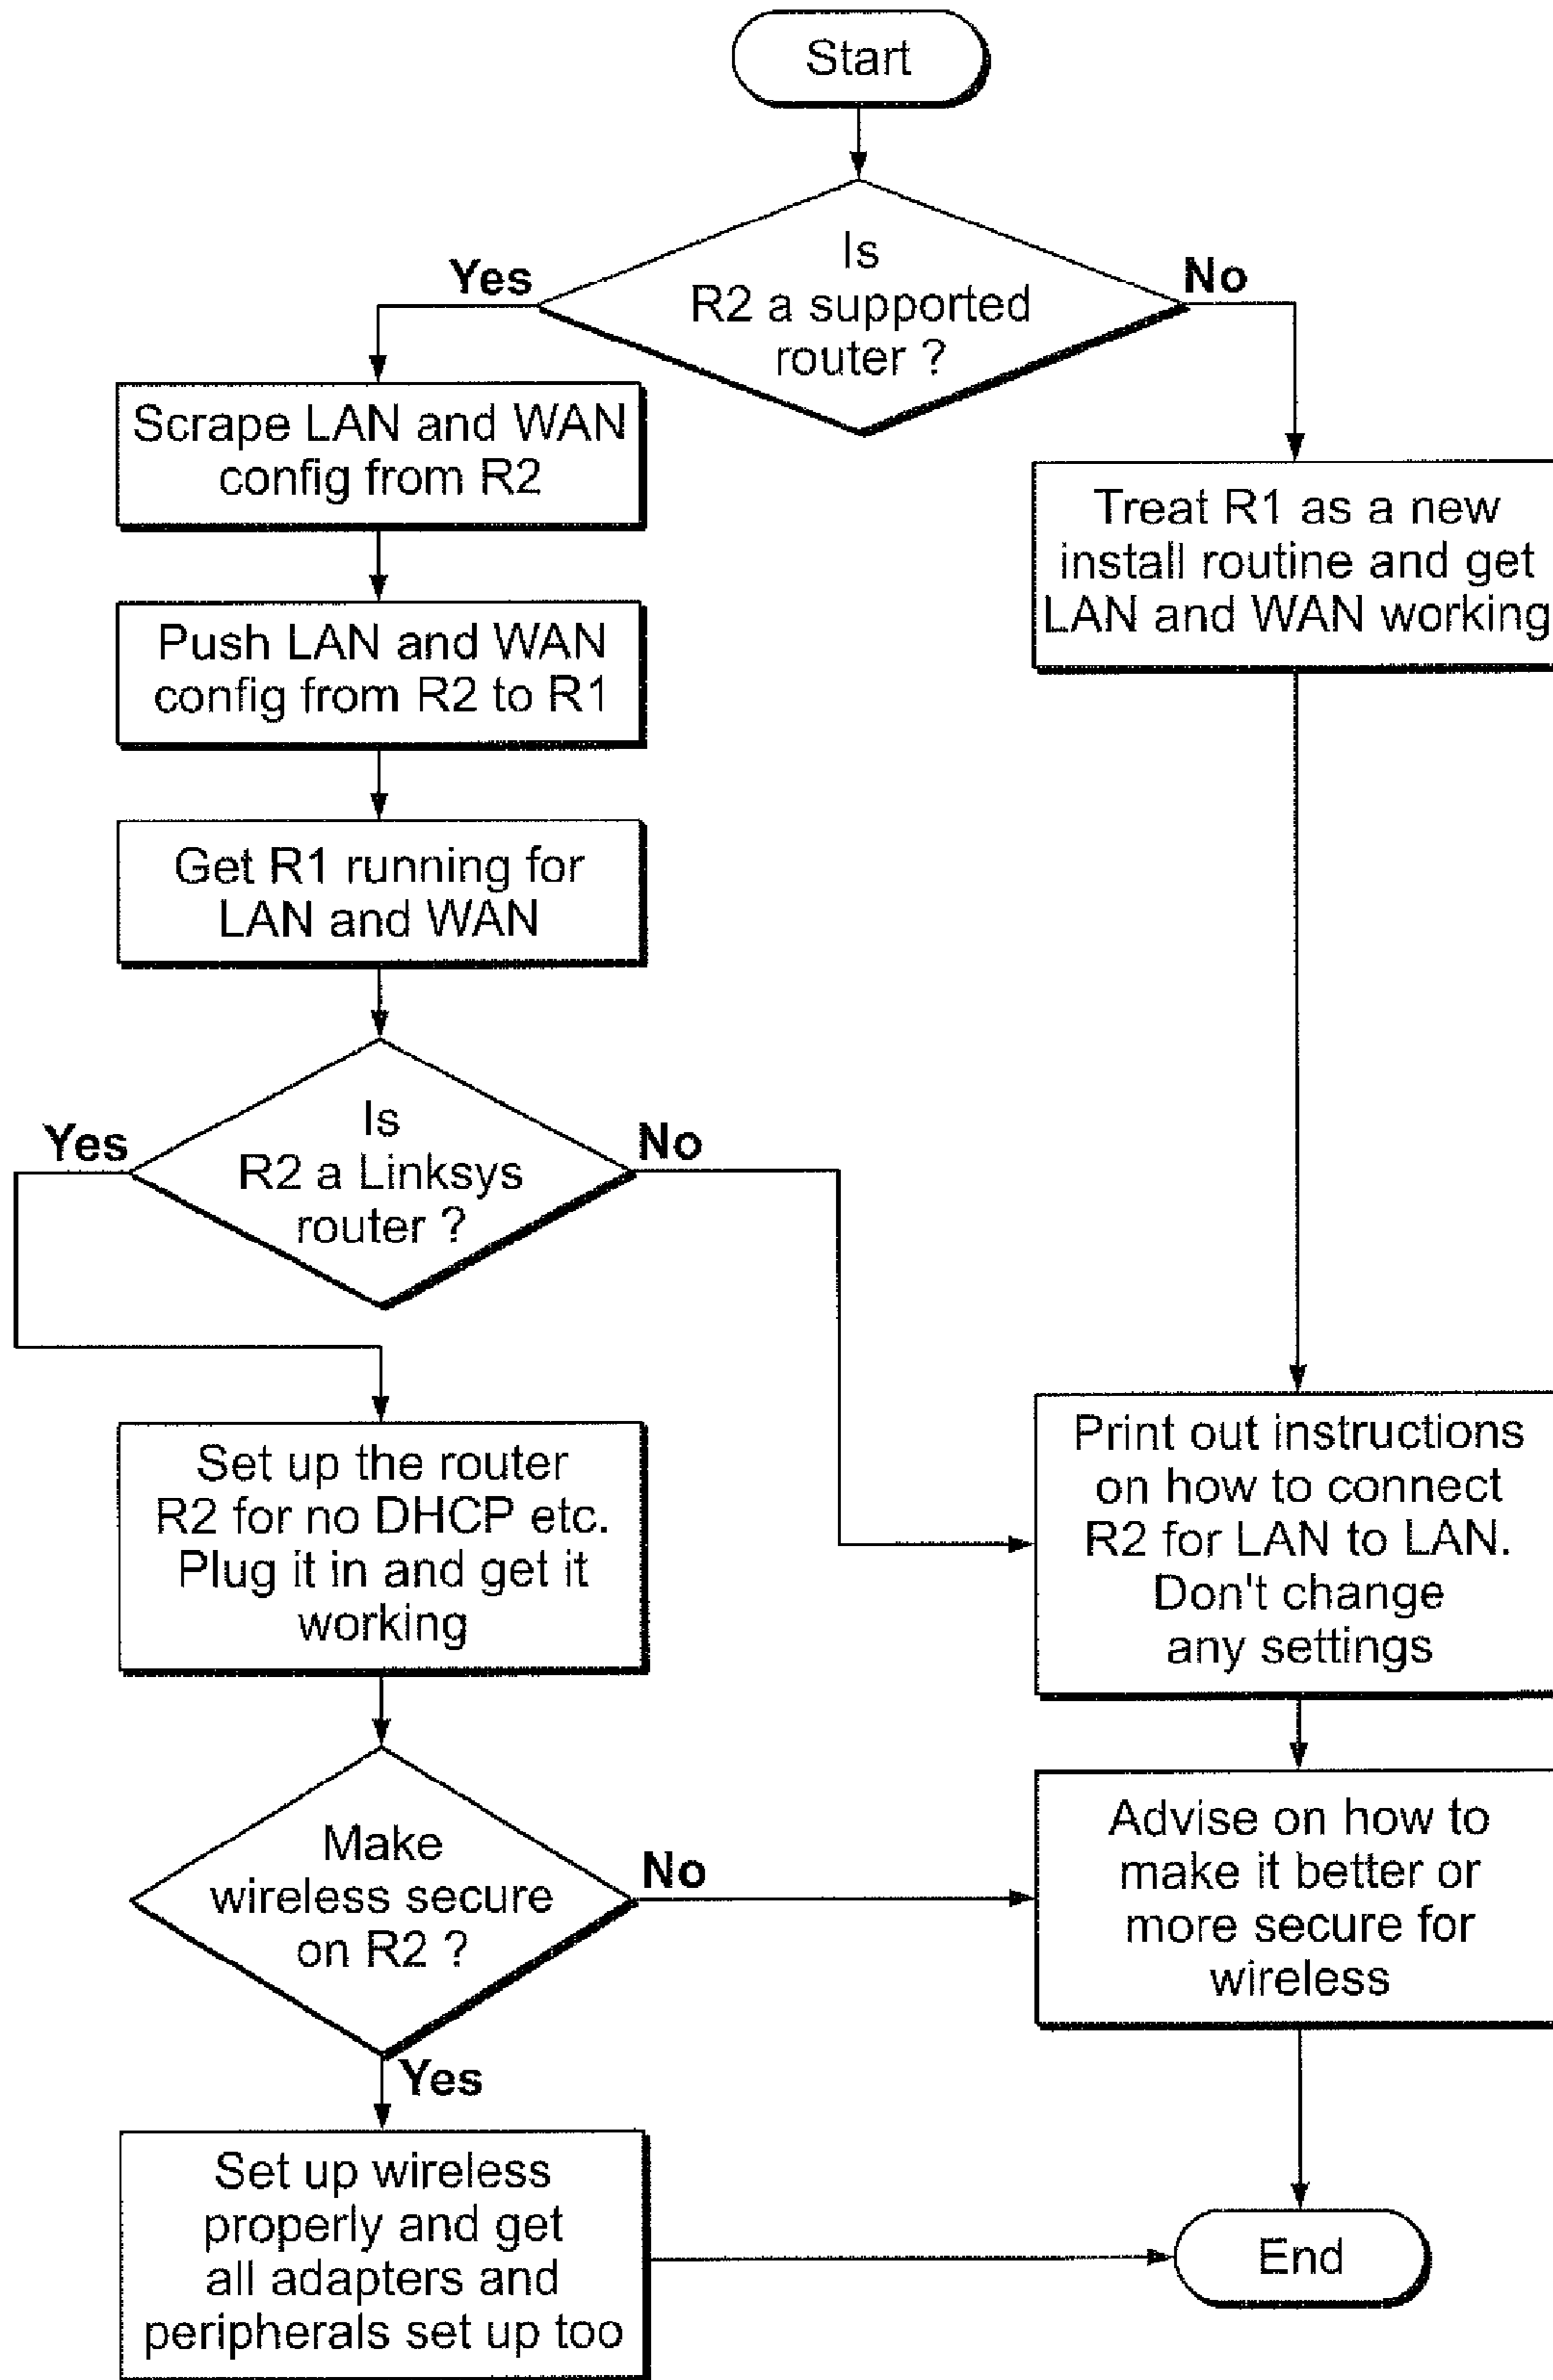 Start
Is
R2 a supported
router ?
Yes
No
Scrape LAN and WAN
config from R2
Treat R1 as a new
install routine and get
LAN and WAN working
Push LAN and WAN
config from R2 to R1
Get R1 running for
LAN and WAN
Is
R2 a Linksys
router ?
Yes
No
Set up the router
R2 for no DHCP etc.
Plug it in and get it
working
Print out instructions
on how to connect
R2 for LAN to LAN.
Don't change
any settings
Make
wireless secure
on R2 ?
No
Yes
Advise on how to
make it better or
more secure for
wireless
Set up wireless
properly and get
all adapters and
peripherals set up too
End